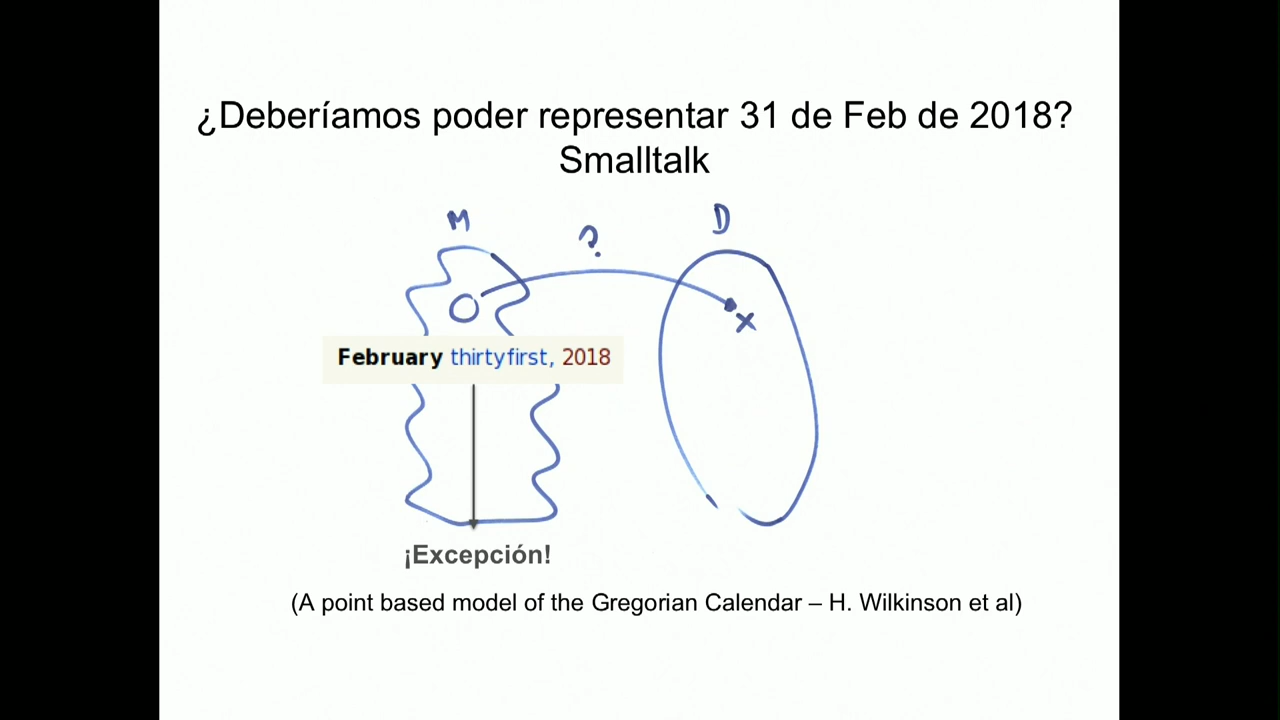 ¿Deberíamos poder representar 31 de Feb de 2018?
Smalltalk
M
?
D
x
February thirtyfirst, 2018
¡Excepción!
(A point based model of the Gregorian Calendar – H. Wilkinson et al)